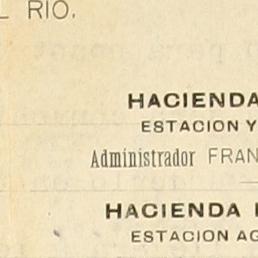 L RIO.
HACIENDA
ESTACION Y
Administrador FRAN
HACIENDA
ESTACION AG